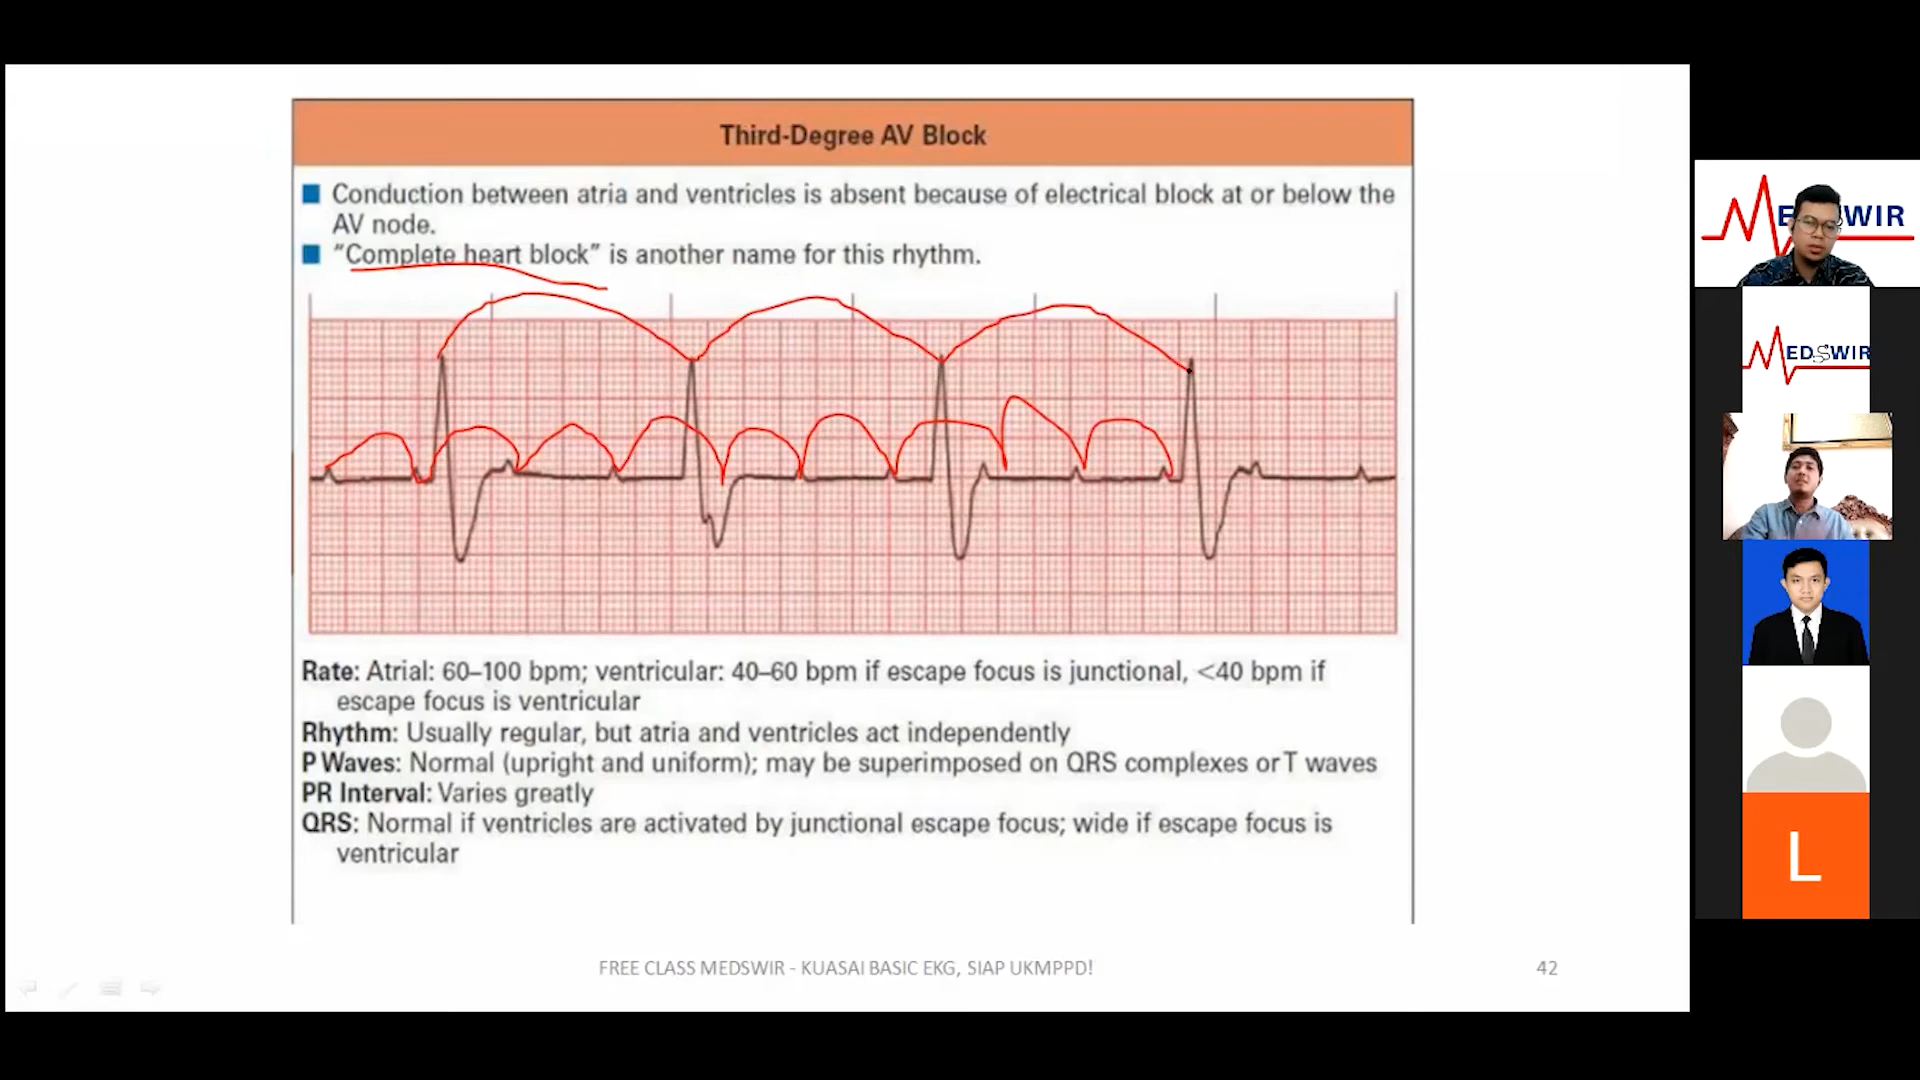 Third-Degree AV Block
Conduction between atria and ventricles is absent because of electrical block at or below the
AV node.
“Complete heart block” is another name for this rhythm.
Rate: Atrial: 60–100 bpm; ventricular: 40–60 bpm if escape focus is junctional, <40 bpm if
escape focus is ventricular
Rhythm: Usually regular, but atria and ventricles act independently
P Waves: Normal (upright and uniform); may be superimposed on QRS complexes or T waves
PR Interval: Varies greatly
QRS: Normal if ventricles are activated by junctional escape focus; wide if escape focus is
ventricular
FREE CLASS MEDSWIR - KUASAI BASIC EKG, SIAP UKMPPD!
42
MEDSWIR
L